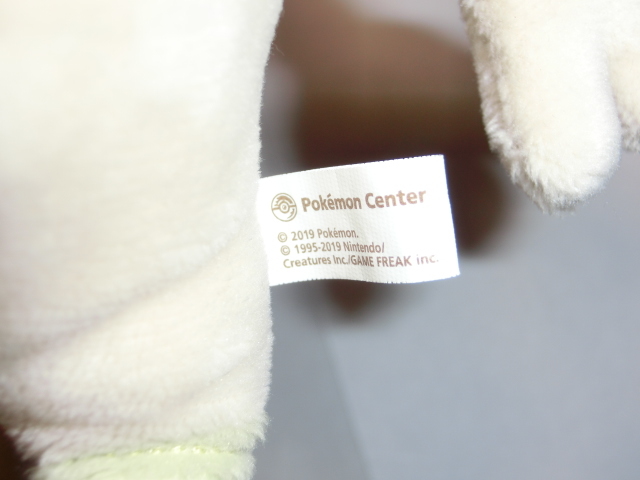 Pokémon Center
© 2019 Pokémon.
© 1995-2019 Nintendo/
Creatures Inc./GAME FREAK inc.